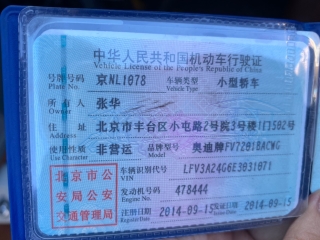 中华人民共和国机动车行驶证
Vehicle License of the People's Republic of China
号牌号码 京NL1078 车辆类型 小型轿车
Plate No. Vehicle Type
所有人 张华
Owner
住址 北京市丰台区小屯路2号院3号楼1门502号
Address
使用性质 非营运 品牌型号 奥迪牌FV7201BACWG
Use Character Model
北京市公安局公安交通管理局
车辆识别代号 LFV3A24G6E3031071
VIN
发动机号码 478444
Engine No.
注册日期 2014-09-15 发证日期 2014-09-15
Register Date Issue Date